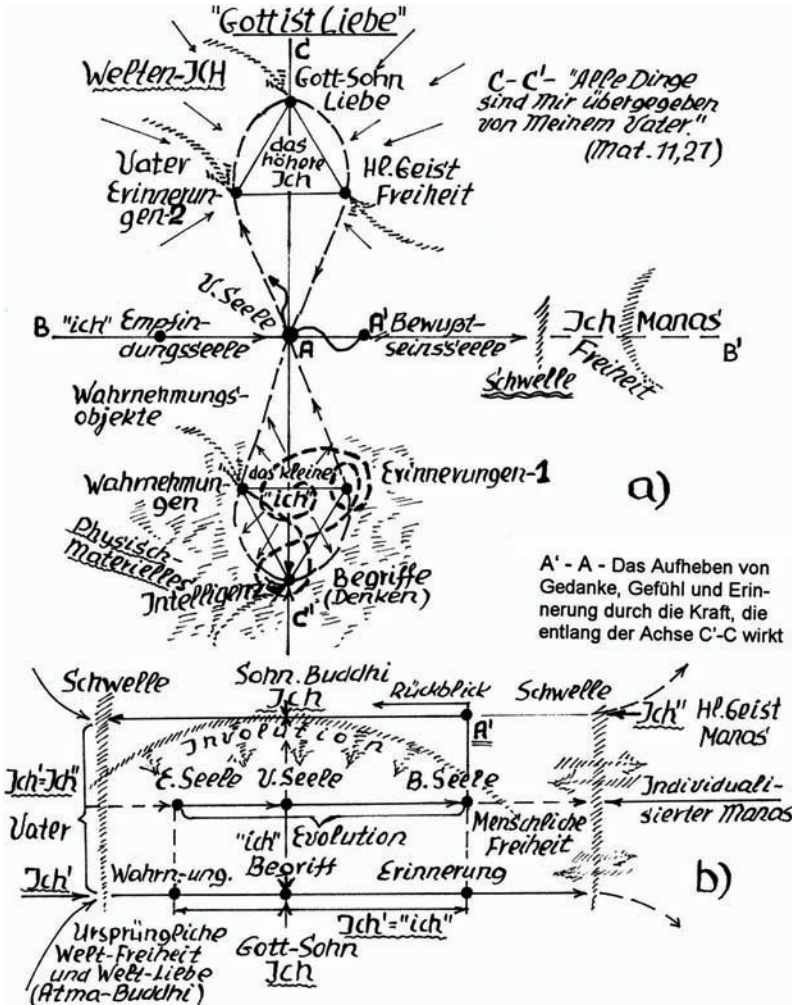 "Gott ist Liebe"
C
Welten-ICH
Gott-Sohn
Liebe
C-C'- "Alle Dinge
sind mir übergegeben
von Meinem Vater."
(Mat. 11,27)
das
höhere
Ich
Vater
Erinnerun-
gen-2
Hl. Geist
Freiheit
V. Seele
B
"ich"
Empfin-
dungsseele
A
A'
Bewußt-
seinsseele
Schwelle
Ich
Manas
Freiheit
B'
Wahrnehmungs-
objekte
Wahrnehmun-
gen
das kleine
"ich"
Erinnerungen-1
a)
Physisch-
Materielles
Intelligenz
Begriffe
(Denken)
A' - A - Das Aufheben von
Gedanke, Gefühl und Erin-
nerung durch die Kraft, die
entlang der Achse C'-C wirkt
Schwelle
Sohn. Buddhi
Ich
Rückblick
Schwelle
Ich"
Hl. Geist
Manas
A'
Involution
E. Seele
V. Seele
B. Seele
Ich'=Ich"
Vater
Individuali-
sierter Manas
"ich"
Evolution
Menschliche
Freiheit
Ich'
Wahrn-ung.
Begriff
Erinnerung
b)
Ich'="ich"
Ursprüngliche
Welt-Freiheit
und Welt-Liebe
(Atma-Buddhi)
Gott-Sohn
Ich